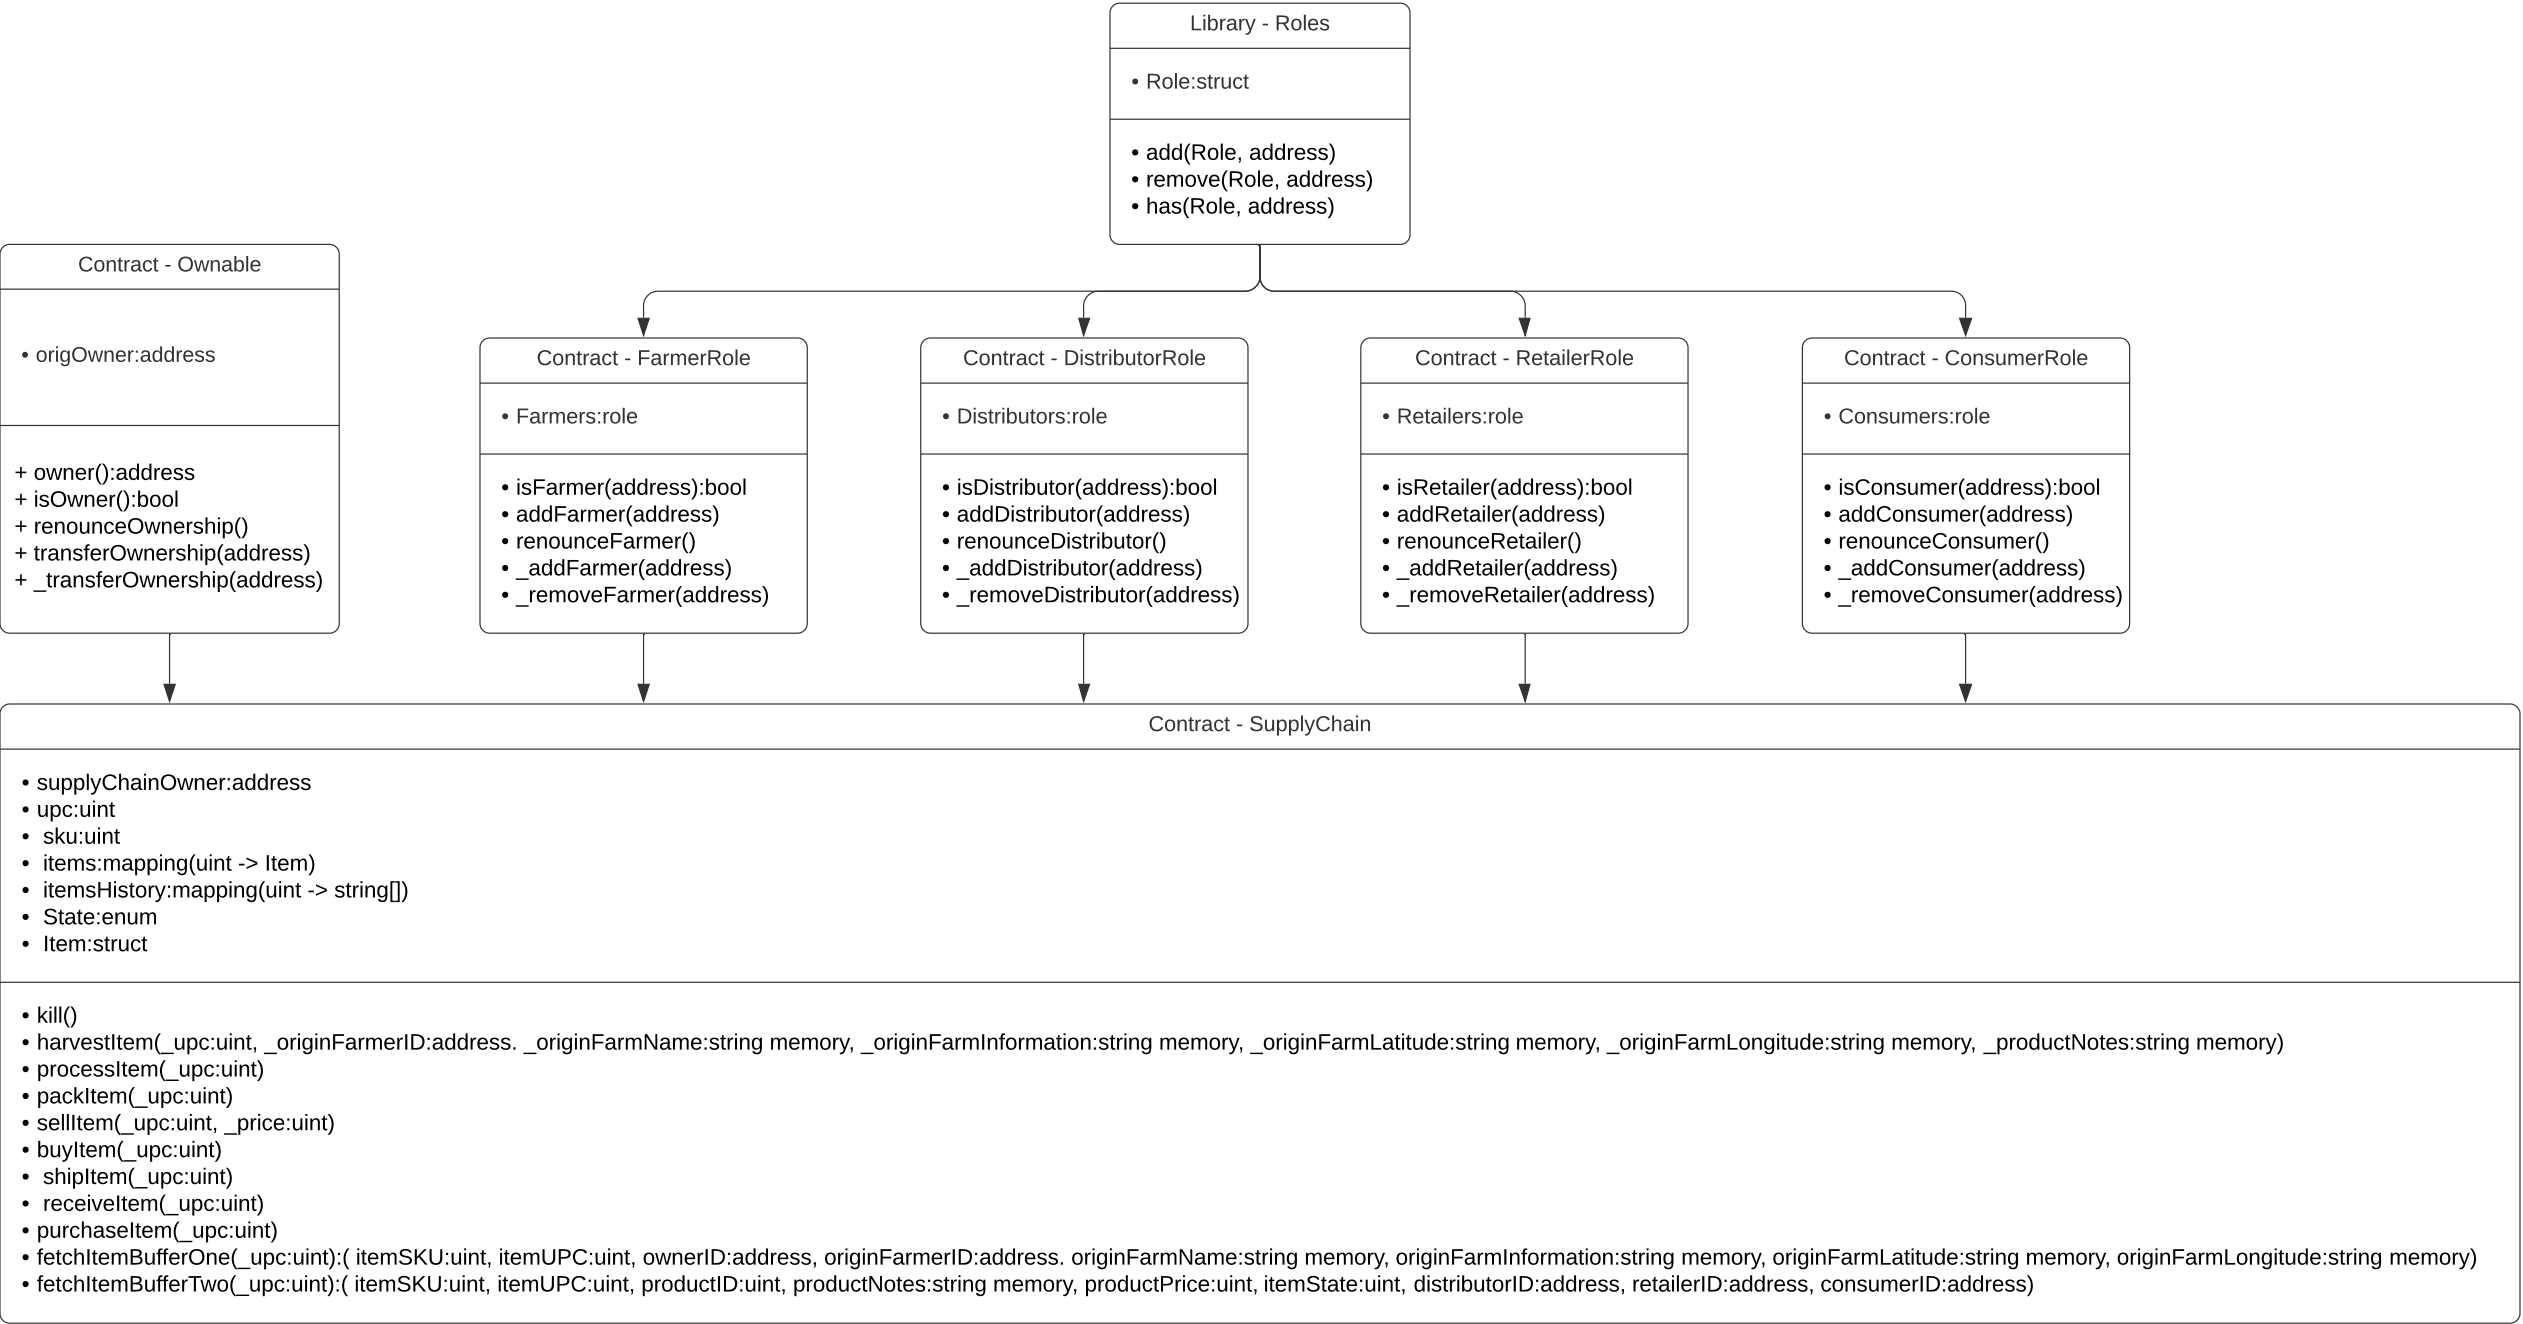 Library - Roles
• Role:struct
• add(Role, address)
• remove(Role, address)
• has(Role, address)
Contract - Ownable
• origOwner:address
+ owner():address
+ isOwner():bool
+ renounceOwnership()
+ transferOwnership(address)
+ _transferOwnership(address)
Contract - FarmerRole
• Farmers:role
• isFarmer(address):bool
• addFarmer(address)
• renounceFarmer()
• _addFarmer(address)
• _removeFarmer(address)
Contract - DistributorRole
• Distributors:role
• isDistributor(address):bool
• addDistributor(address)
• renounceDistributor()
• _addDistributor(address)
• _removeDistributor(address)
Contract - RetailerRole
• Retailers:role
• isRetailer(address):bool
• addRetailer(address)
• renounceRetailer()
• _addRetailer(address)
• _removeRetailer(address)
Contract - ConsumerRole
• Consumers:role
• isConsumer(address):bool
• addConsumer(address)
• renounceConsumer()
• _addConsumer(address)
• _removeConsumer(address)
Contract - SupplyChain
• supplyChainOwner:address
• upc:uint
• sku:uint
• items:mapping(uint -> Item)
• itemsHistory:mapping(uint -> string[])
• State:enum
• Item:struct
• kill()
• harvestItem(_upc:uint, _originFarmerID:address. _originFarmName:string memory, _originFarmInformation:string memory, _originFarmLatitude:string memory, _originFarmLongitude:string memory, _productNotes:string memory)
• processItem(_upc:uint)
• packItem(_upc:uint)
• sellItem(_upc:uint, _price:uint)
• buyItem(_upc:uint)
• shipItem(_upc:uint)
• receiveItem(_upc:uint)
• purchaseItem(_upc:uint)
• fetchItemBufferOne(_upc:uint):( itemSKU:uint, itemUPC:uint, ownerID:address, originFarmerID:address. originFarmName:string memory, originFarmInformation:string memory, originFarmLatitude:string memory, originFarmLongitude:string memory)
• fetchItemBufferTwo(_upc:uint):( itemSKU:uint, itemUPC:uint, productID:uint, productNotes:string memory, productPrice:uint, itemState:uint, distributorID:address, retailerID:address, consumerID:address)